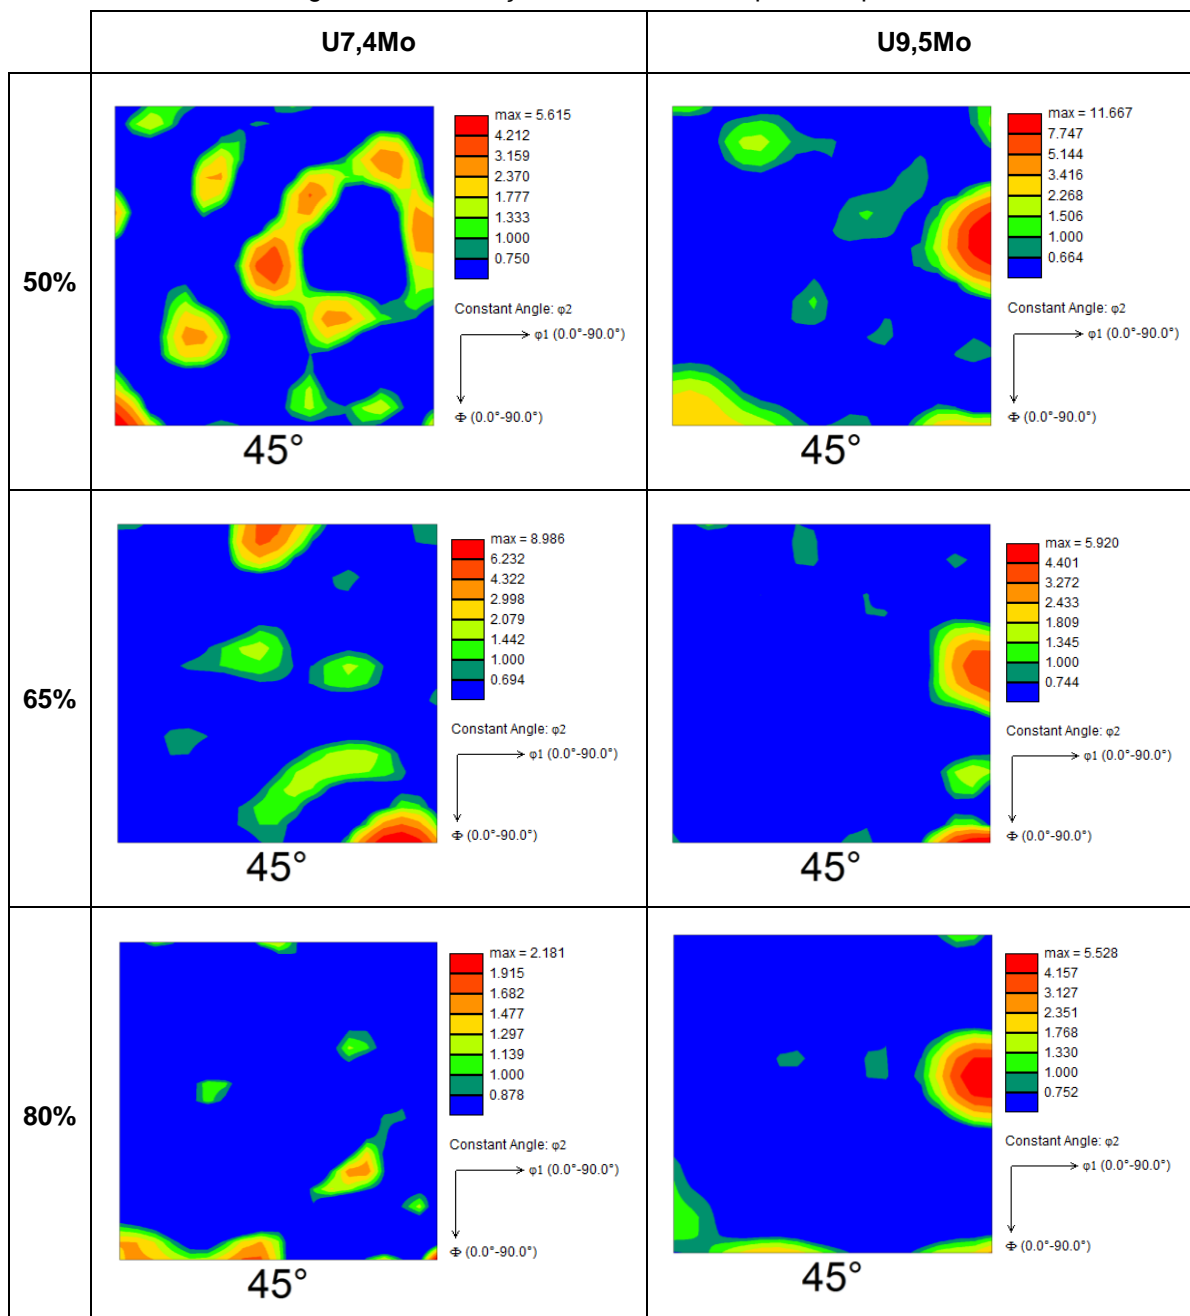 U7,4Mo
U9,5Mo
50%
max = 5.615
4.212
3.159
2.370
1.777
1.333
1.000
0.750
Constant Angle: φ2
φ1 (0.0°-90.0°)
Φ (0.0°-90.0°)
45°
max = 11.667
7.747
5.144
3.416
2.268
1.506
1.000
0.664
Constant Angle: φ2
φ1 (0.0°-90.0°)
Φ (0.0°-90.0°)
45°
65%
max = 8.986
6.232
4.322
2.998
2.079
1.442
1.000
0.694
Constant Angle: φ2
φ1 (0.0°-90.0°)
Φ (0.0°-90.0°)
45°
max = 5.920
4.401
3.272
2.433
1.809
1.345
1.000
0.744
Constant Angle: φ2
φ1 (0.0°-90.0°)
Φ (0.0°-90.0°)
45°
80%
max = 2.181
1.915
1.682
1.477
1.297
1.139
1.000
0.878
Constant Angle: φ2
φ1 (0.0°-90.0°)
Φ (0.0°-90.0°)
45°
max = 5.528
4.157
3.127
2.351
1.768
1.330
1.000
0.752
Constant Angle: φ2
φ1 (0.0°-90.0°)
Φ (0.0°-90.0°)
45°